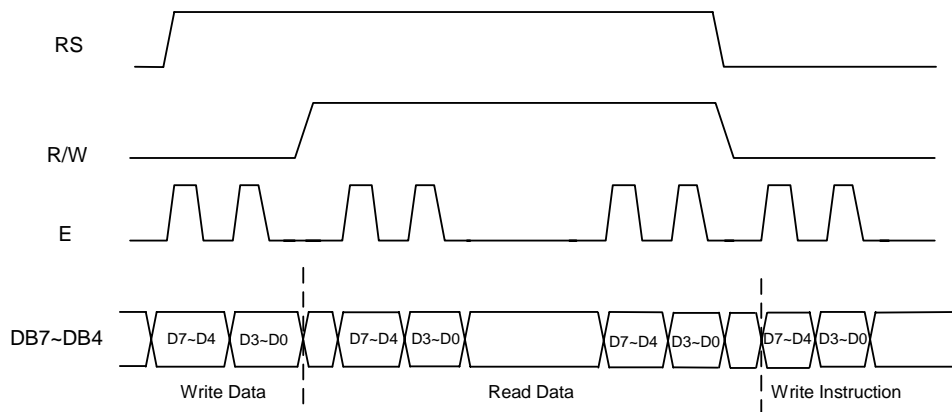 RS
R/W
E
DB7~DB4
D7~D4 D3~D0 D7~D4 D3~D0 D7~D4 D3~D0 D7~D4 D3~D0
Write Data Read Data Write Instruction